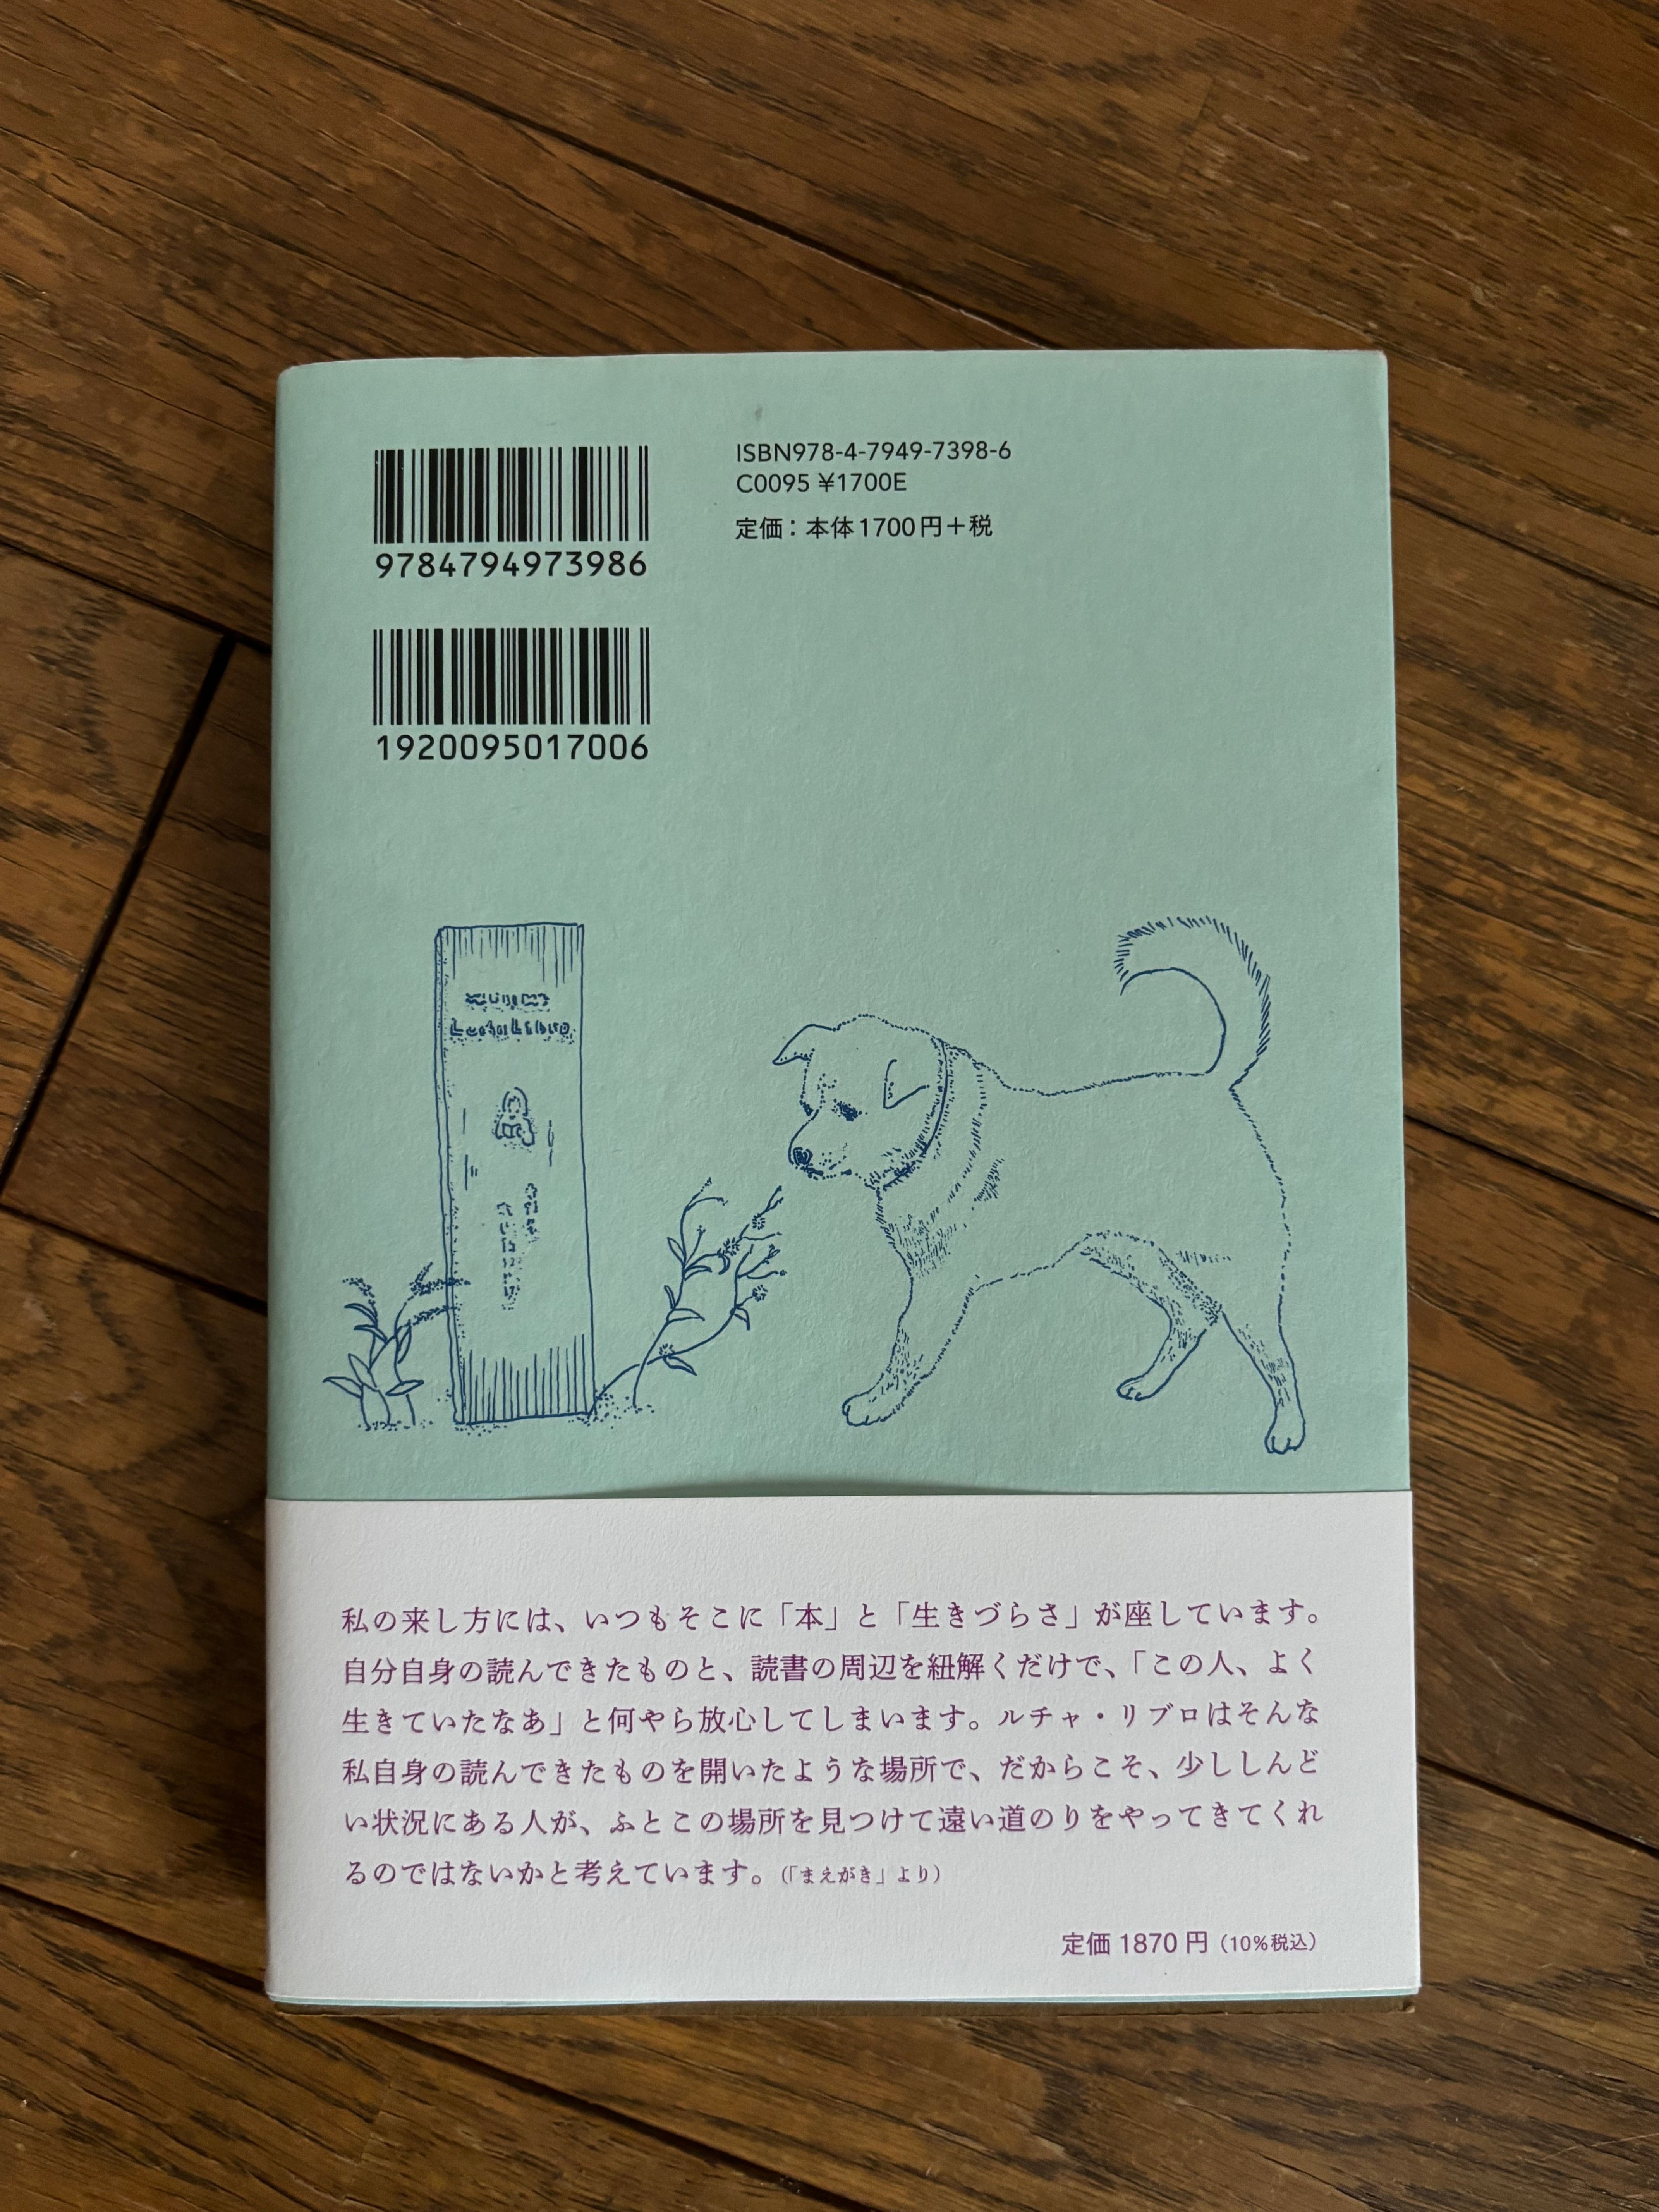 9784794973986
ISBN978-4-7949-7398-6
C0095 ¥1700E
定価：本体1700円＋税
1920095017006
私の来し方には、いつもそこに「本」と「生きづらさ」が座しています。
自分自身の読んできたものと、読書の周辺を紐解くだけで、「この人、よく
生きていたなあ」と何やら放心してしまいます。ルチャ・リブロはそんな
私自身の読んできたものを開いたような場所で、だからこそ、少ししんど
い状況にある人が、ふとこの場所を見つけて遠い道のりをやってきてくれ
るのではないかと考えています。（「まえがき」より）
定価 1870 円（10％税込）